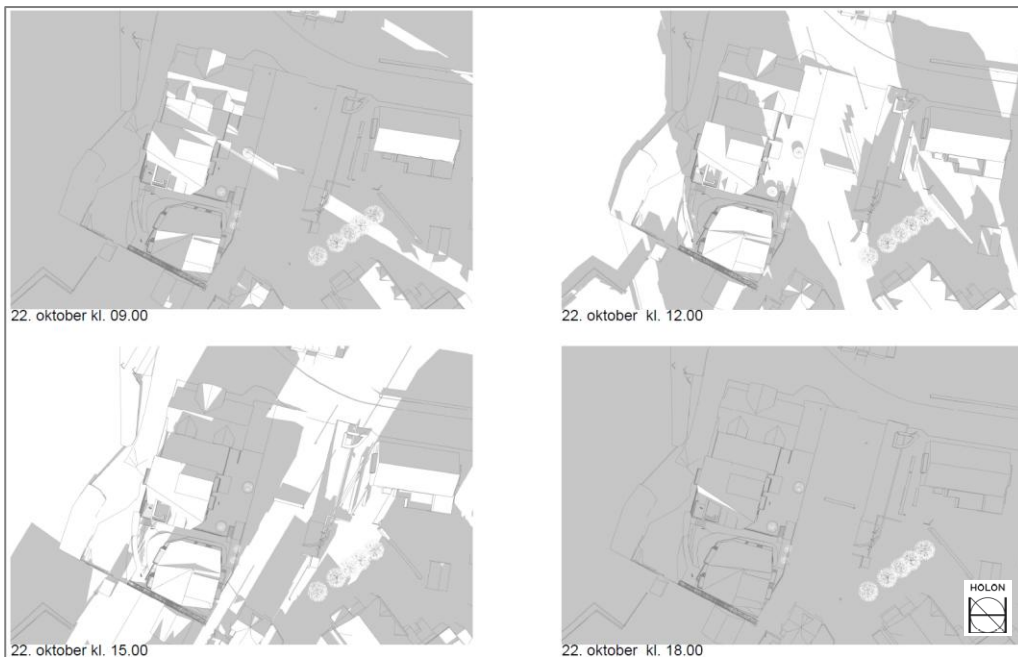 22. oktober kl. 09.00
22. oktober kl. 12.00
22. oktober kl. 15.00
22. oktober kl. 18.00
HOLON